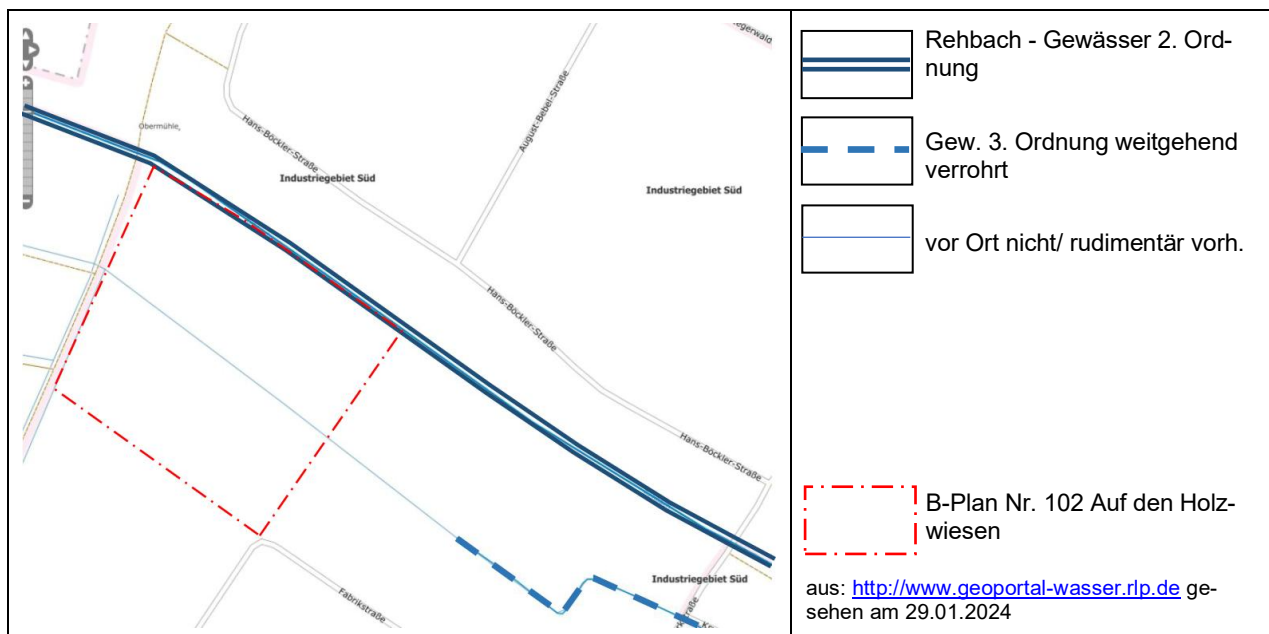 Obermühle,
Hans-Böckler-Straße
Industriegebiet Süd
August-Bebel-Straße
Industriegebiet Süd
Hans-Böckler-Straße
Hans-Böckler-Straße
Industriegebiet Süd
Fabrikstraße
Rehbach - Gewässer 2. Ord-
nung
Gew. 3. Ordnung weitgehend
verrohrt
vor Ort nicht/ rudimentär vorh.
B-Plan Nr. 102 Auf den Holz-
wiesen
aus: http://www.geoportal-wasser.rlp.de ge-
sehen am 29.01.2024